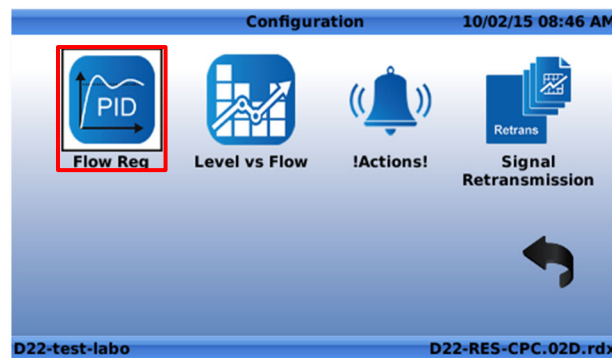 Configuration
10/02/15 08:46 AM
PID
Flow Reg
Level vs Flow
!Actions!
Retrans
Signal
Retransmission
D22-test-labo
D22-RES-CPC.02D.rdx